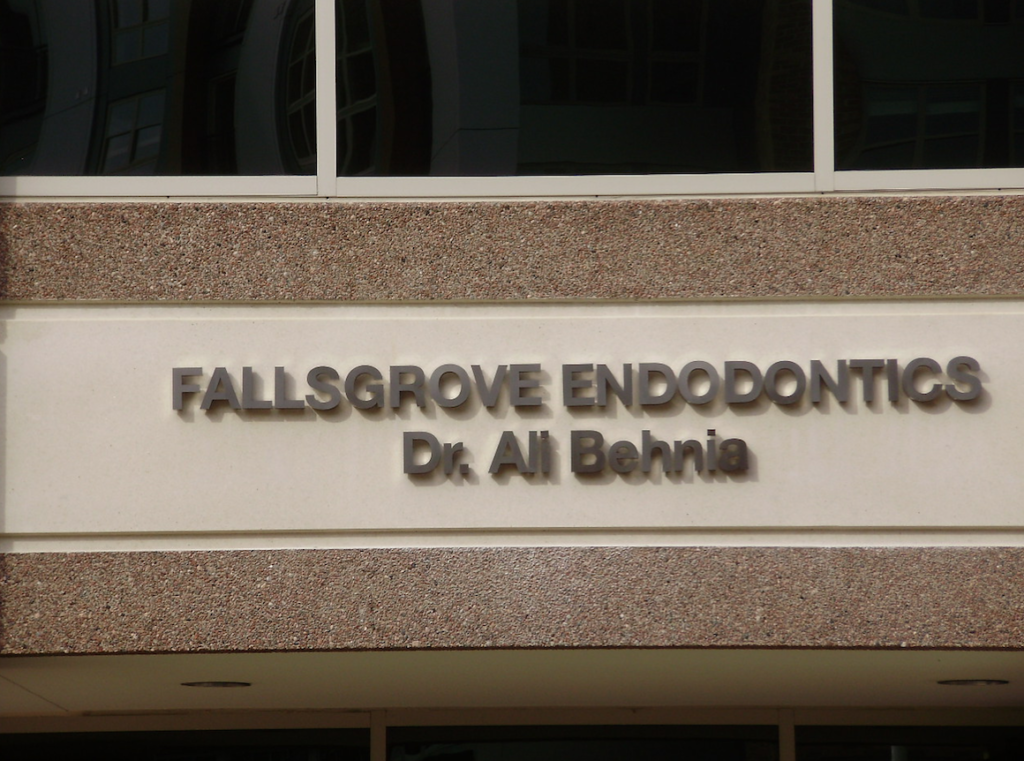 FALLSGROVE ENDODONTICS
Dr. Ali Behnia